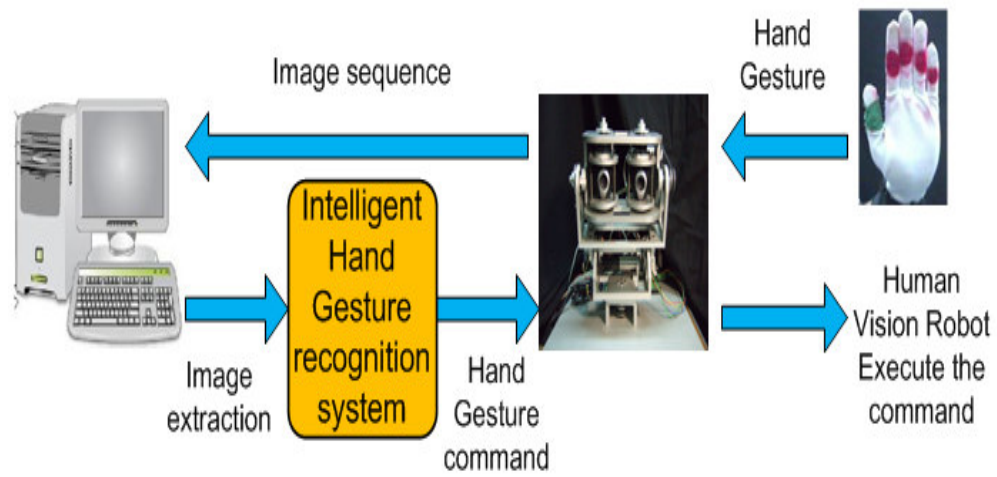 Image sequence
Hand
Gesture
Intelligent
Hand
Gesture
recognition
system
Image
extraction
Hand
Gesture
command
Human
Vision Robot
Execute the
command